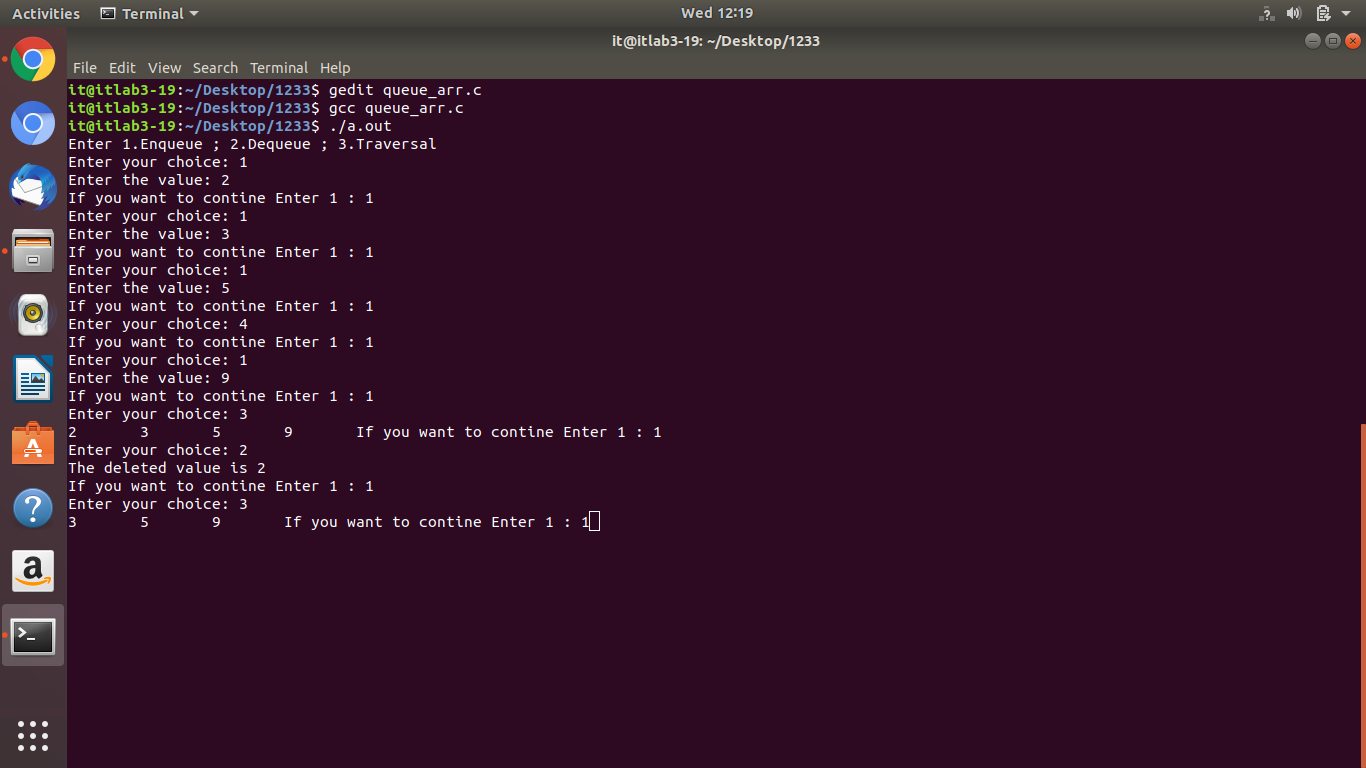 Activities Terminal Wed 12:19
it@itlab3-19: ~/Desktop/1233
File Edit View Search Terminal Help
it@itlab3-19:~/Desktop/1233$ gedit queue_arr.c
it@itlab3-19:~/Desktop/1233$ gcc queue_arr.c
it@itlab3-19:~/Desktop/1233$ ./a.out
Enter 1.Enqueue ; 2.Dequeue ; 3.Traversal
Enter your choice: 1
Enter the value: 2
If you want to contine Enter 1 : 1
Enter your choice: 1
Enter the value: 3
If you want to contine Enter 1 : 1
Enter your choice: 1
Enter the value: 5
If you want to contine Enter 1 : 1
Enter your choice: 4
If you want to contine Enter 1 : 1
Enter your choice: 1
Enter the value: 9
If you want to contine Enter 1 : 1
Enter your choice: 3
2       3       5       9       If you want to contine Enter 1 : 1
Enter your choice: 2
The deleted value is 2
If you want to contine Enter 1 : 1
Enter your choice: 3
3       5       9       If you want to contine Enter 1 : 1